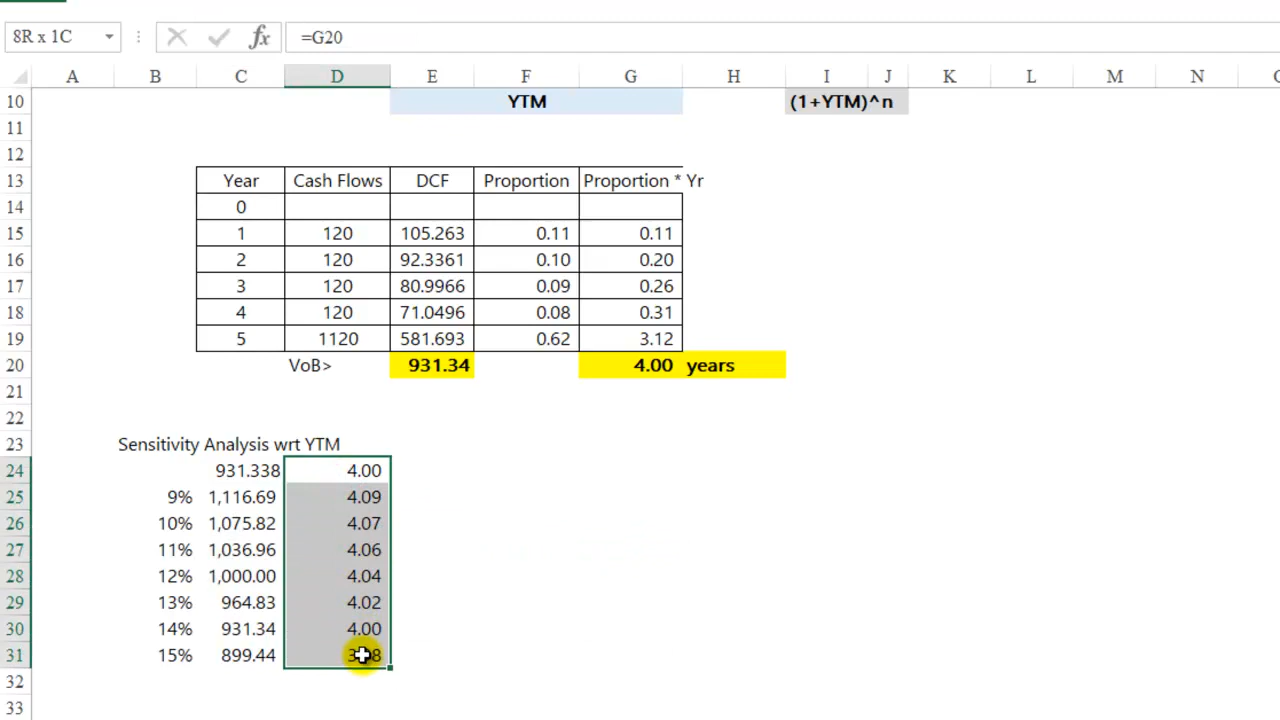 8R x 1C fx =G20
A B C D E F G H I J K L M N
10 YTM (1+YTM)^n
11
12
13 Year Cash Flows DCF Proportion Proportion * Yr
14 0
15 1 120 105.263 0.11 0.11
16 2 120 92.3361 0.10 0.20
17 3 120 80.9966 0.09 0.26
18 4 120 71.0496 0.08 0.31
19 5 1120 581.693 0.62 3.12
20 VoB> 931.34 4.00 years
21
22
23 Sensitivity Analysis wrt YTM
24 931.338 4.00
25 9% 1,116.69 4.09
26 10% 1,075.82 4.07
27 11% 1,036.96 4.06
28 12% 1,000.00 4.04
29 13% 964.83 4.02
30 14% 931.34 4.00
31 15% 899.44
32
33